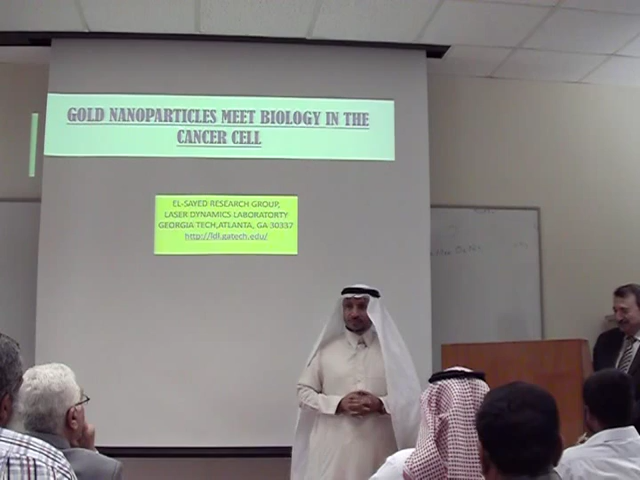 GOLD NANOPARTICLES MEET BIOLOGY IN THE
CANCER CELL
EL-SAYED RESEARCH GROUP,
LASER DYNAMICS LABORATORTY
GEORGIA TECH,ATLANTA, GA 30337
http://ldl.gatech.edu/